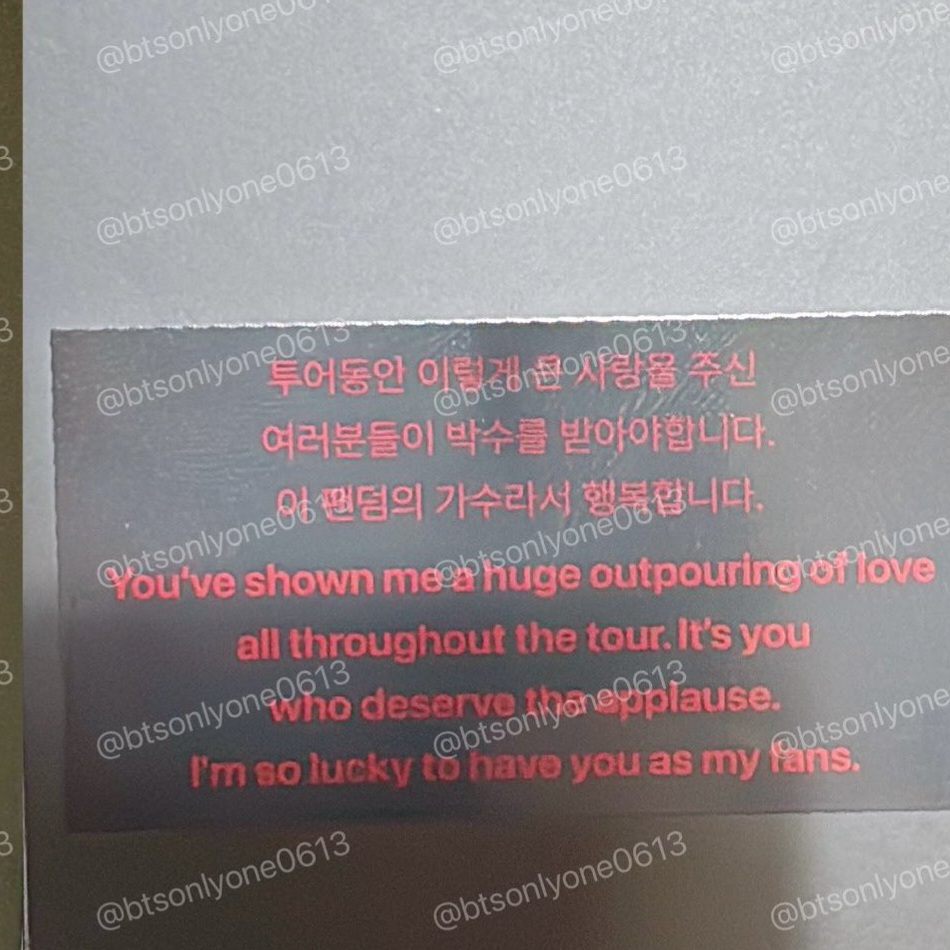 투어동안 이렇게 큰 사랑을 주신
여러분들이 박수를 받아야합니다.
이 팬덤의 가수라서 행복합니다.
You've shown me a huge outpouring of love
all throughout the tour. It's you
who deserve the applause.
I'm so lucky to have you as my fans.
@btsonlyone0613